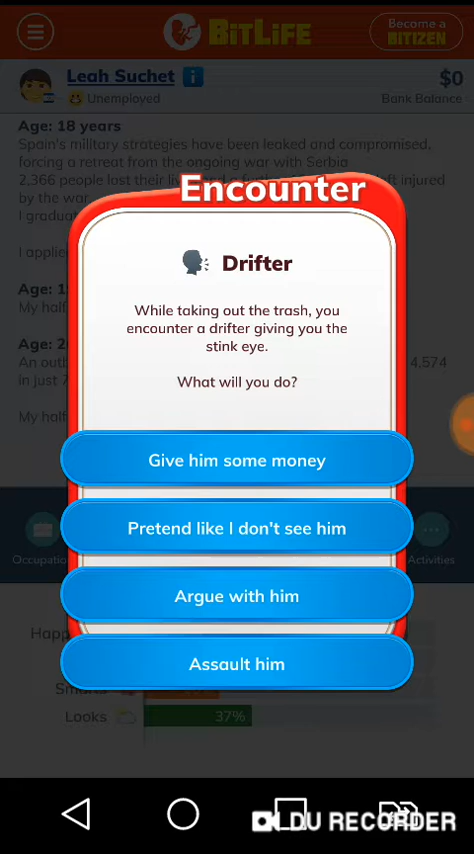 BITLIFE
Become a
BITIZEN
Leah Suchet
$0
Unemployed
Bank Balance
Age: 18 years
Spain's military strategies have been leaked and compromised,
forcing a retreat from the ongoing war with Serbia
2,366 people lost their
left injured
by the war
I gradua
I applie
Age: 1
My half
Age: 2
4,574
in just
My half
Encounter
Drifter
While taking out the trash, you
encounter a drifter giving you the
stink eye.
What will you do?
Give him some money
Pretend like I don't see him
Argue with him
Assault him
Occupatio
Activities
Happ
Smarts
Looks
37%
DU RECORDER